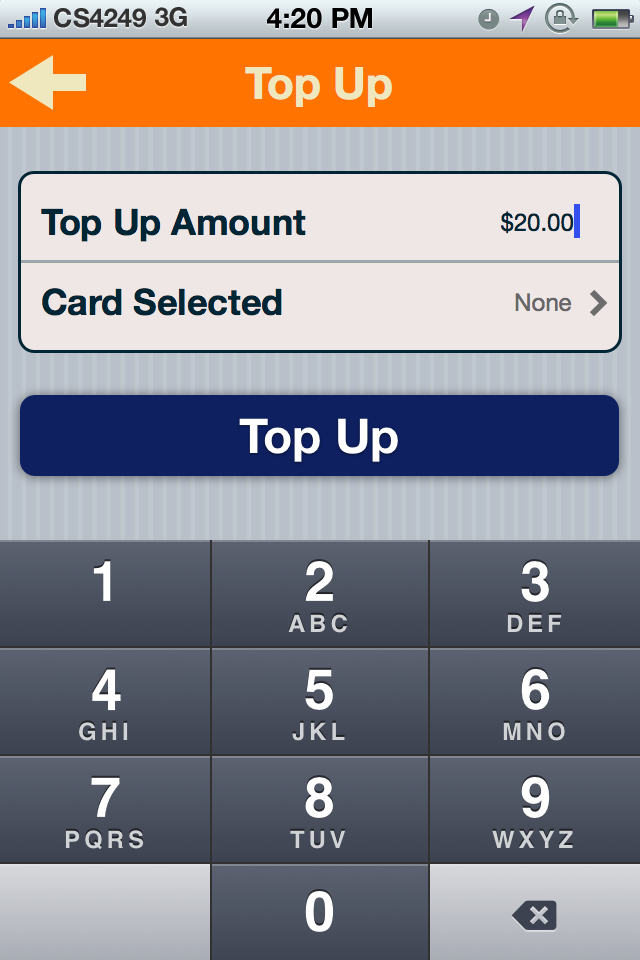 CS4249 3G 4:20 PM
Top Up
Top Up Amount $20.00
Card Selected None
Top Up
1 2 3
ABC DEF
4 5 6
GHI JKL MNO
7 8 9
PQRS TUV WXYZ
0